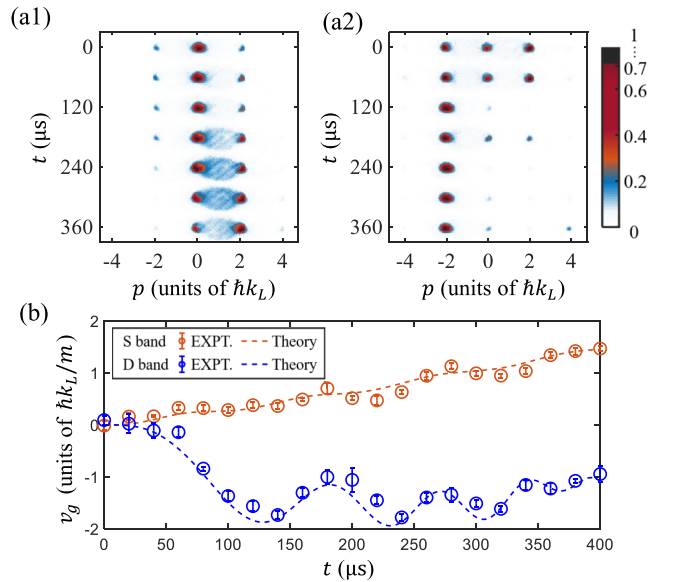 (a1)
(a2)
0
120
240
360
t (μs)
-4 -2 0 2 4
p (units of ħk_L)
-4 -2 0 2 4
p (units of ħk_L)
1
⋮
0.7
0.6
0.4
0.2
0
(b)
2
1
0
-1
-2
v_g (units of ħk_L/m)
S band EXPT. Theory
D band EXPT. Theory
0 50 100 150 200 250 300 350 400
t (μs)